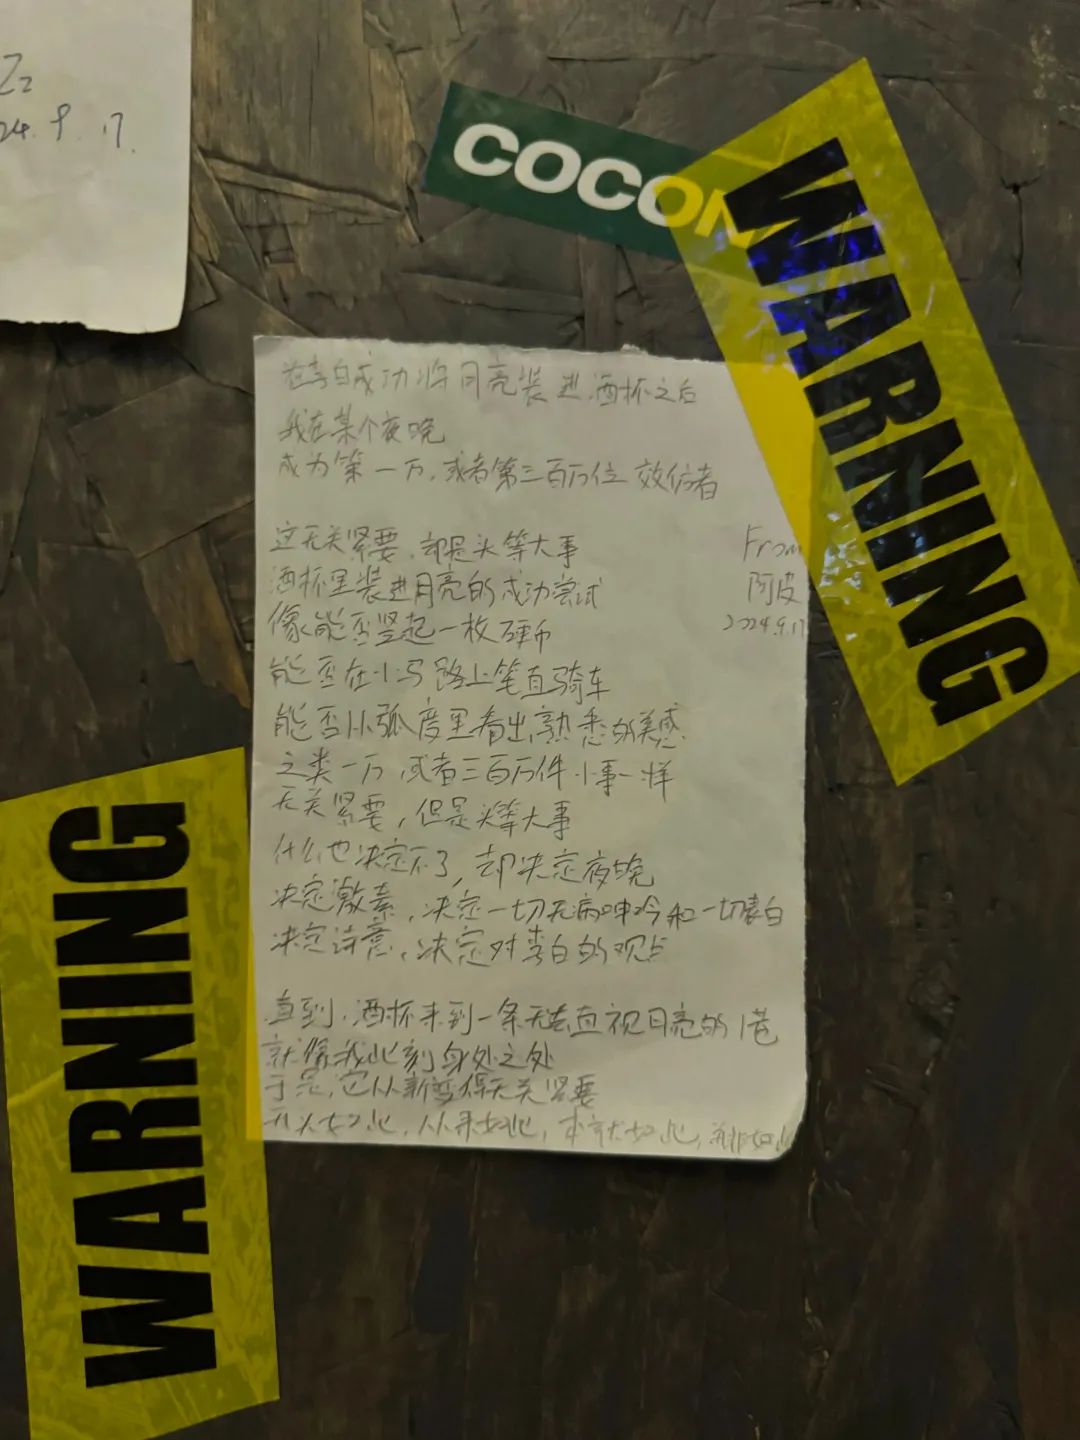 Z2
24.9.17.
COCON
WARNING
在李白成功将月亮装进酒杯之后
我在某个夜晚
成为第一万,或者第三百万位效仿者
这无关紧要,却是头等大事
酒杯里装进月亮的成功尝试
像能否竖起一枚硬币
能否在小马路上笔直骑车
能否从弧度里看出熟悉的美感
之类一万,或者三百万件小事一样
无关紧要,但是头等大事
什么也决定不了,却决定夜晚
决定激素,决定一切无病呻吟和一切表白
决定诗意,决定对李白的观点
直到,酒杯来到一条无法直视月亮的巷
就像我此刻身处之处
于是,它从新变得无关紧要
如此,从来如此,本就如此,
From
阿皮
2024.9.17
WARNING